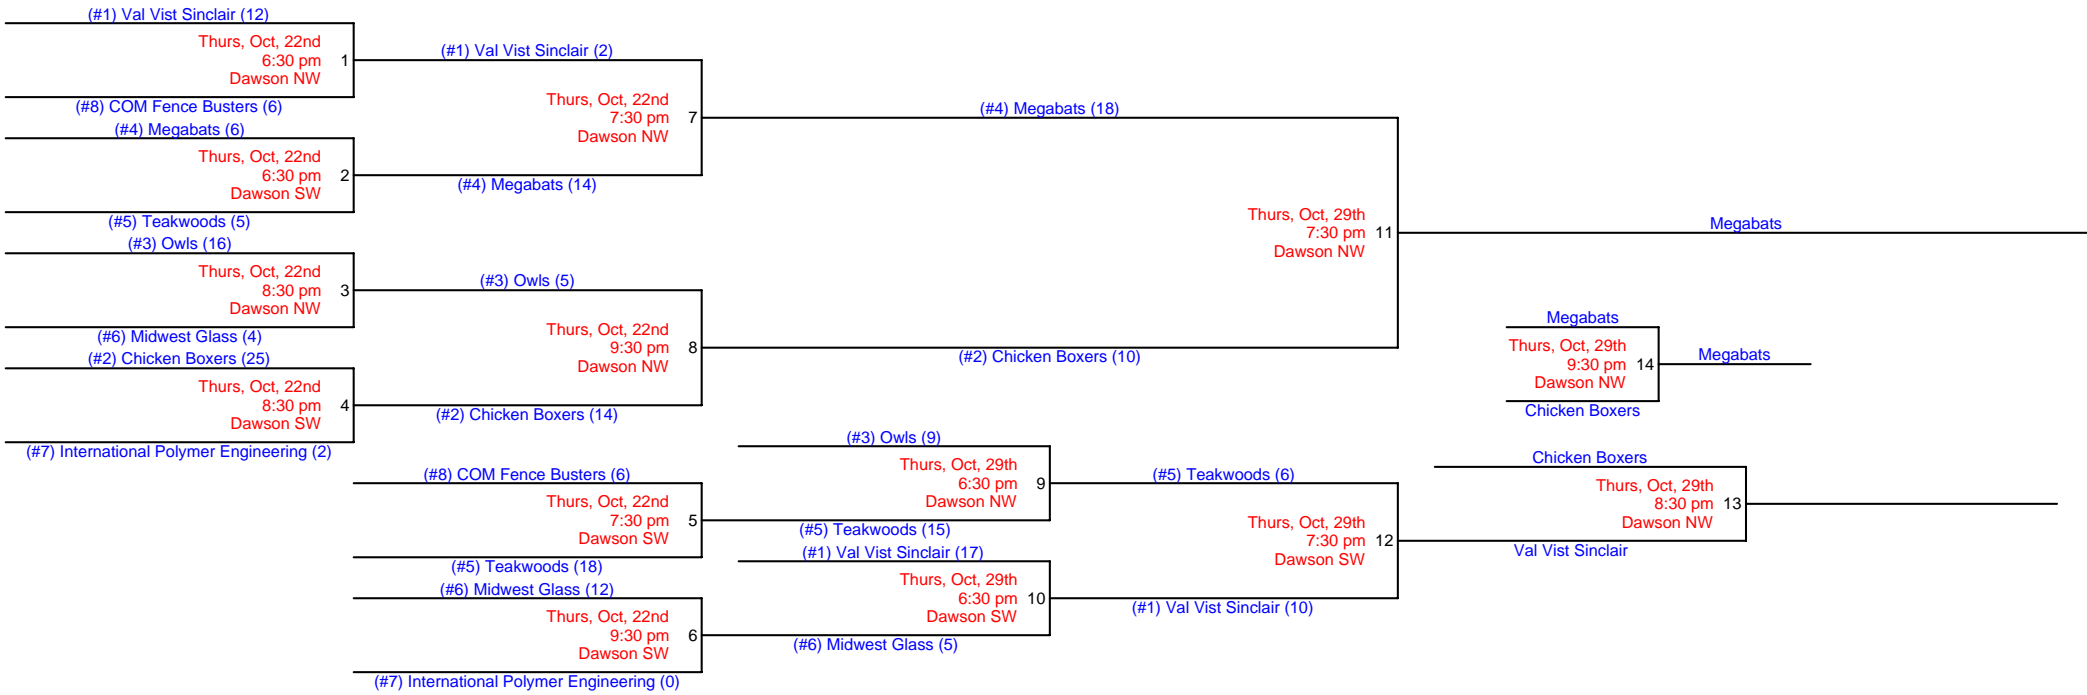 (#1) Val Vist Sinclair (12)
Thurs, Oct, 22nd
6:30 pm 1
Dawson NW
(#8) COM Fence Busters (6)
(#4) Megabats (6)
Thurs, Oct, 22nd
6:30 pm 2
Dawson SW
(#5) Teakwoods (5)
(#3) Owls (16)
Thurs, Oct, 22nd
8:30 pm 3
Dawson NW
(#6) Midwest Glass (4)
(#2) Chicken Boxers (25)
Thurs, Oct, 22nd
8:30 pm 4
Dawson SW
(#7) International Polymer Engineering (2)
(#1) Val Vist Sinclair (2)
Thurs, Oct, 22nd
7:30 pm 7
Dawson NW
(#4) Megabats (14)
(#3) Owls (5)
Thurs, Oct, 22nd
9:30 pm 8
Dawson NW
(#2) Chicken Boxers (14)
(#8) COM Fence Busters (6)
Thurs, Oct, 22nd
7:30 pm 5
Dawson SW
(#5) Teakwoods (18)
(#6) Midwest Glass (12)
Thurs, Oct, 22nd
9:30 pm 6
Dawson SW
(#7) International Polymer Engineering (0)
(#4) Megabats (18)
Thurs, Oct, 29th
7:30 pm 11
Dawson NW
(#2) Chicken Boxers (10)
(#3) Owls (9)
Thurs, Oct, 29th
6:30 pm 9
Dawson NW
(#5) Teakwoods (15)
(#1) Val Vist Sinclair (17)
Thurs, Oct, 29th
6:30 pm 10
Dawson SW
(#6) Midwest Glass (5)
(#5) Teakwoods (6)
Thurs, Oct, 29th
7:30 pm 12
Dawson SW
(#1) Val Vist Sinclair (10)
Megabats
Megabats
Thurs, Oct, 29th
9:30 pm 14
Dawson NW
Chicken Boxers
Megabats
Chicken Boxers
Thurs, Oct, 29th
8:30 pm 13
Dawson NW
Val Vist Sinclair